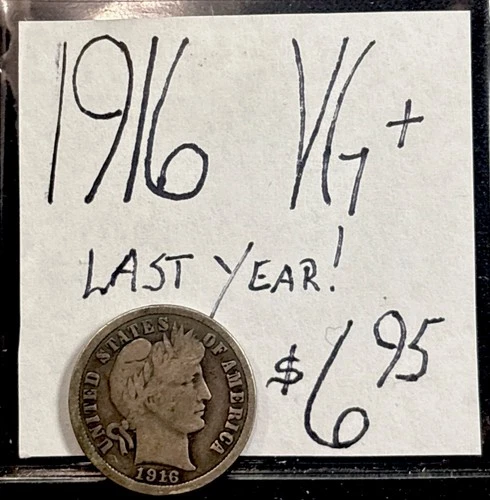 1916 VG+
LAST YEAR!
$6 95
UNITED STATES OF AMERICA
1916